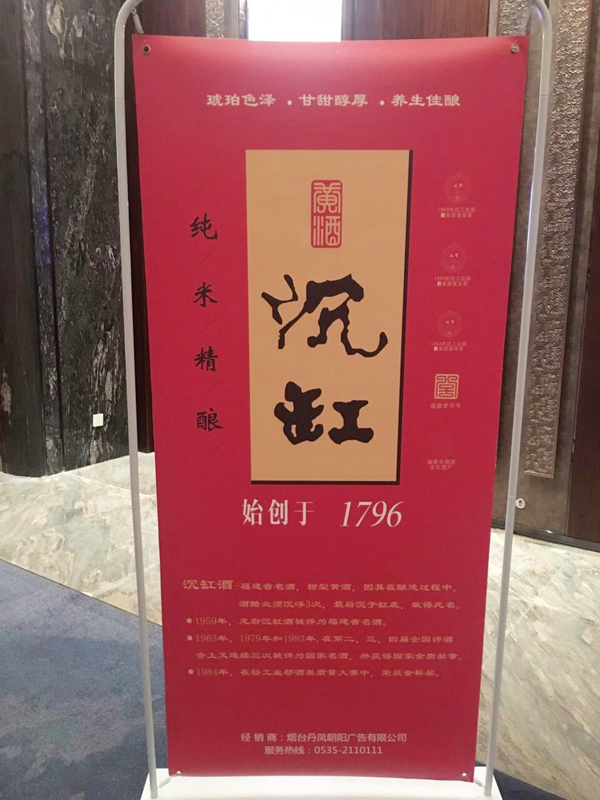 琥珀色泽 · 甘甜醇厚 · 养生佳酿
黄酒
沉缸
纯米精酿
福建老字号
文化遗产
始创于 1796
沉缸酒 福建省名酒，甜型黄酒，因其在酿造过程中，
酒醅必须沉浮3次，最后沉于缸底，故得此名。
●1959年，龙岩沉缸酒被评为福建省名酒。
●1963年、1979年和1983年，在第二、三、四届全国评酒
会上又连续三次被评为国家名酒，并获得国家金质奖章。
●1984年，在轻工业部酒类质量大赛中，荣获金杯奖。
经 销 商：烟台丹凤朝阳广告有限公司
服务热线：0535-2110111